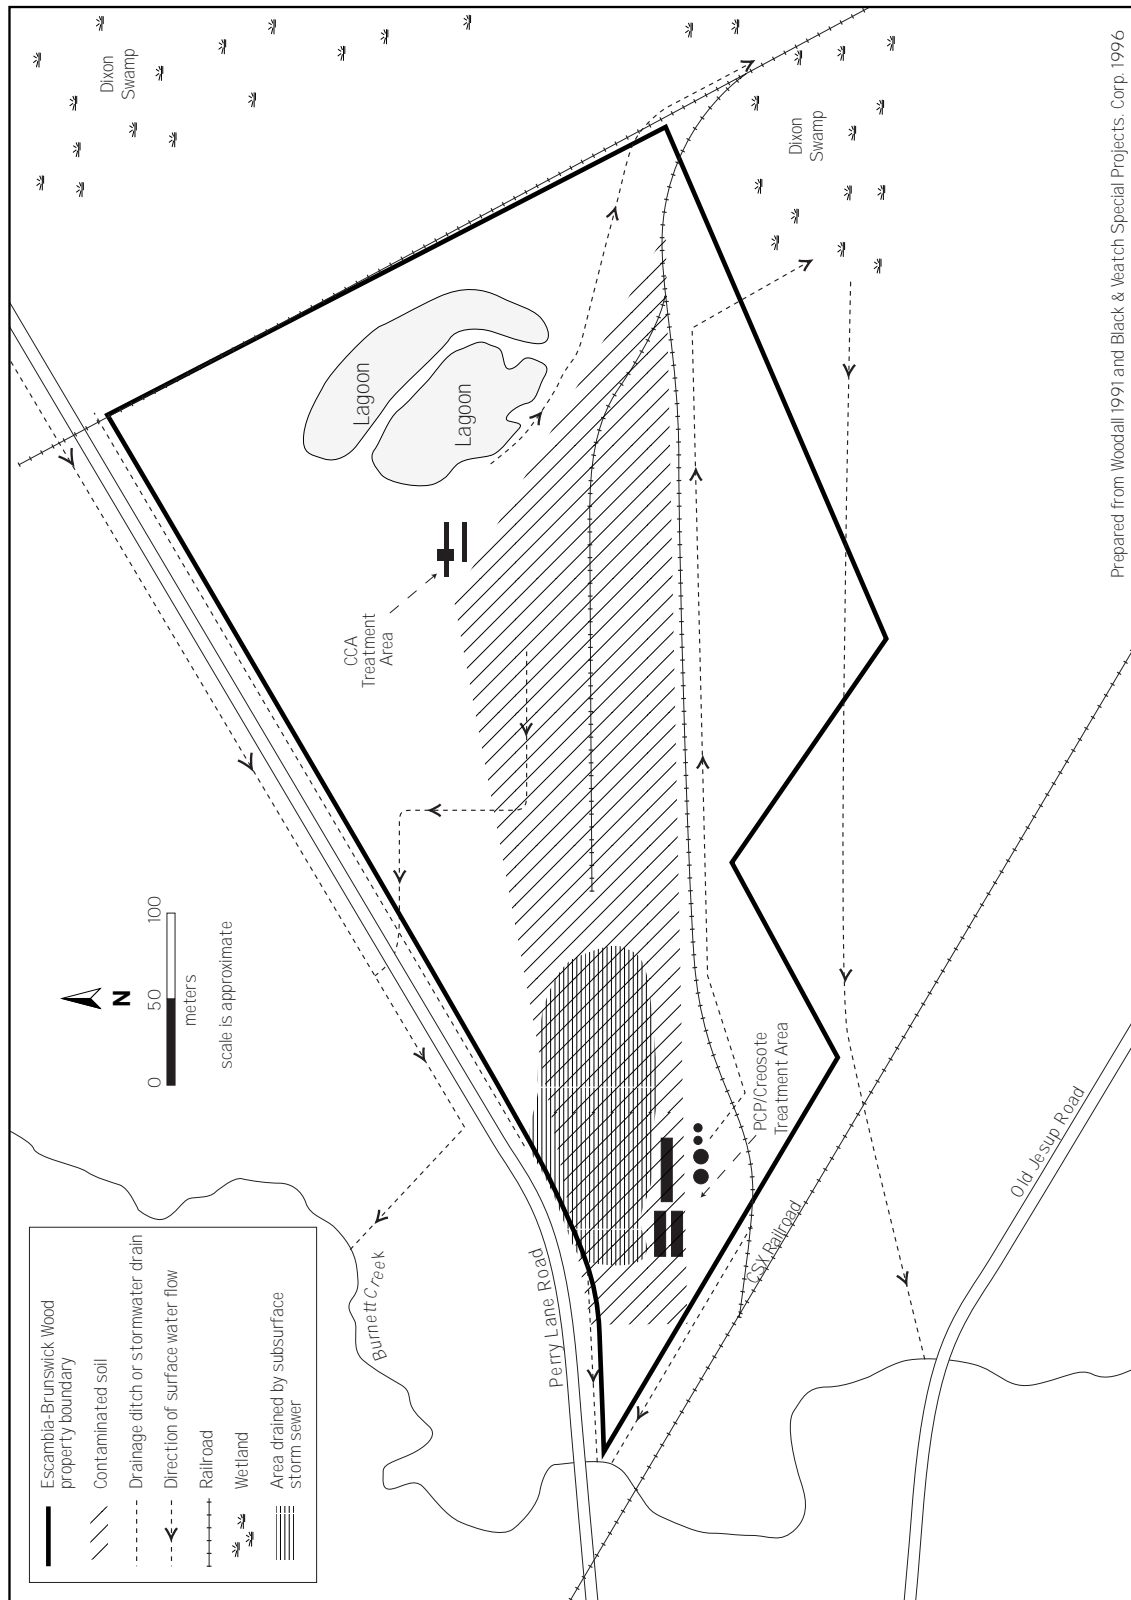 Escambia-Brunswick Wood
property boundary
Contaminated soil
Drainage ditch or stormwater drain
Direction of surface water flow
Railroad
Wetland
Area drained by subsurface
storm sewer
Burnett Creek
Perry Lane Road
N
0 50 100
meters
scale is approximate
Dixon
Swamp
Lagoon
Lagoon
CCA
Treatment
Area
Dixon
Swamp
PCP/Creosote
Treatment Area
CSX Railroad
Old Jesup Road
Prepared from Woodall 1991 and Black & Veatch Special Projects. Corp. 1996